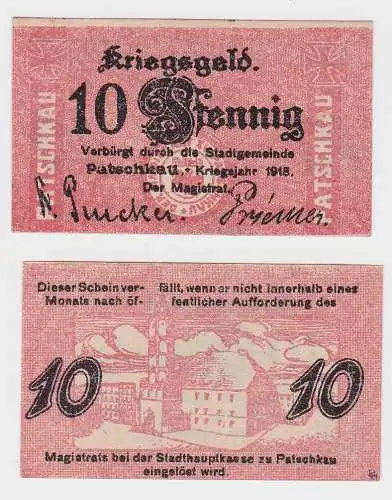 Kriegsgeld.
10 Pfennig
Verbürgt durch die Stadtgemeinde
Patschkau, + Kriegsjahr 1918.
Der Magistrat.
PATSCHKAU
PATSCHKAU
Dieser Schein ver- fällt, wenn er nicht innerhalb eines
Monats nach öf- fentlicher Aufforderung des
10 10
Magistrats bei der Stadthauptkasse zu Patschkau
eingelöst wird.